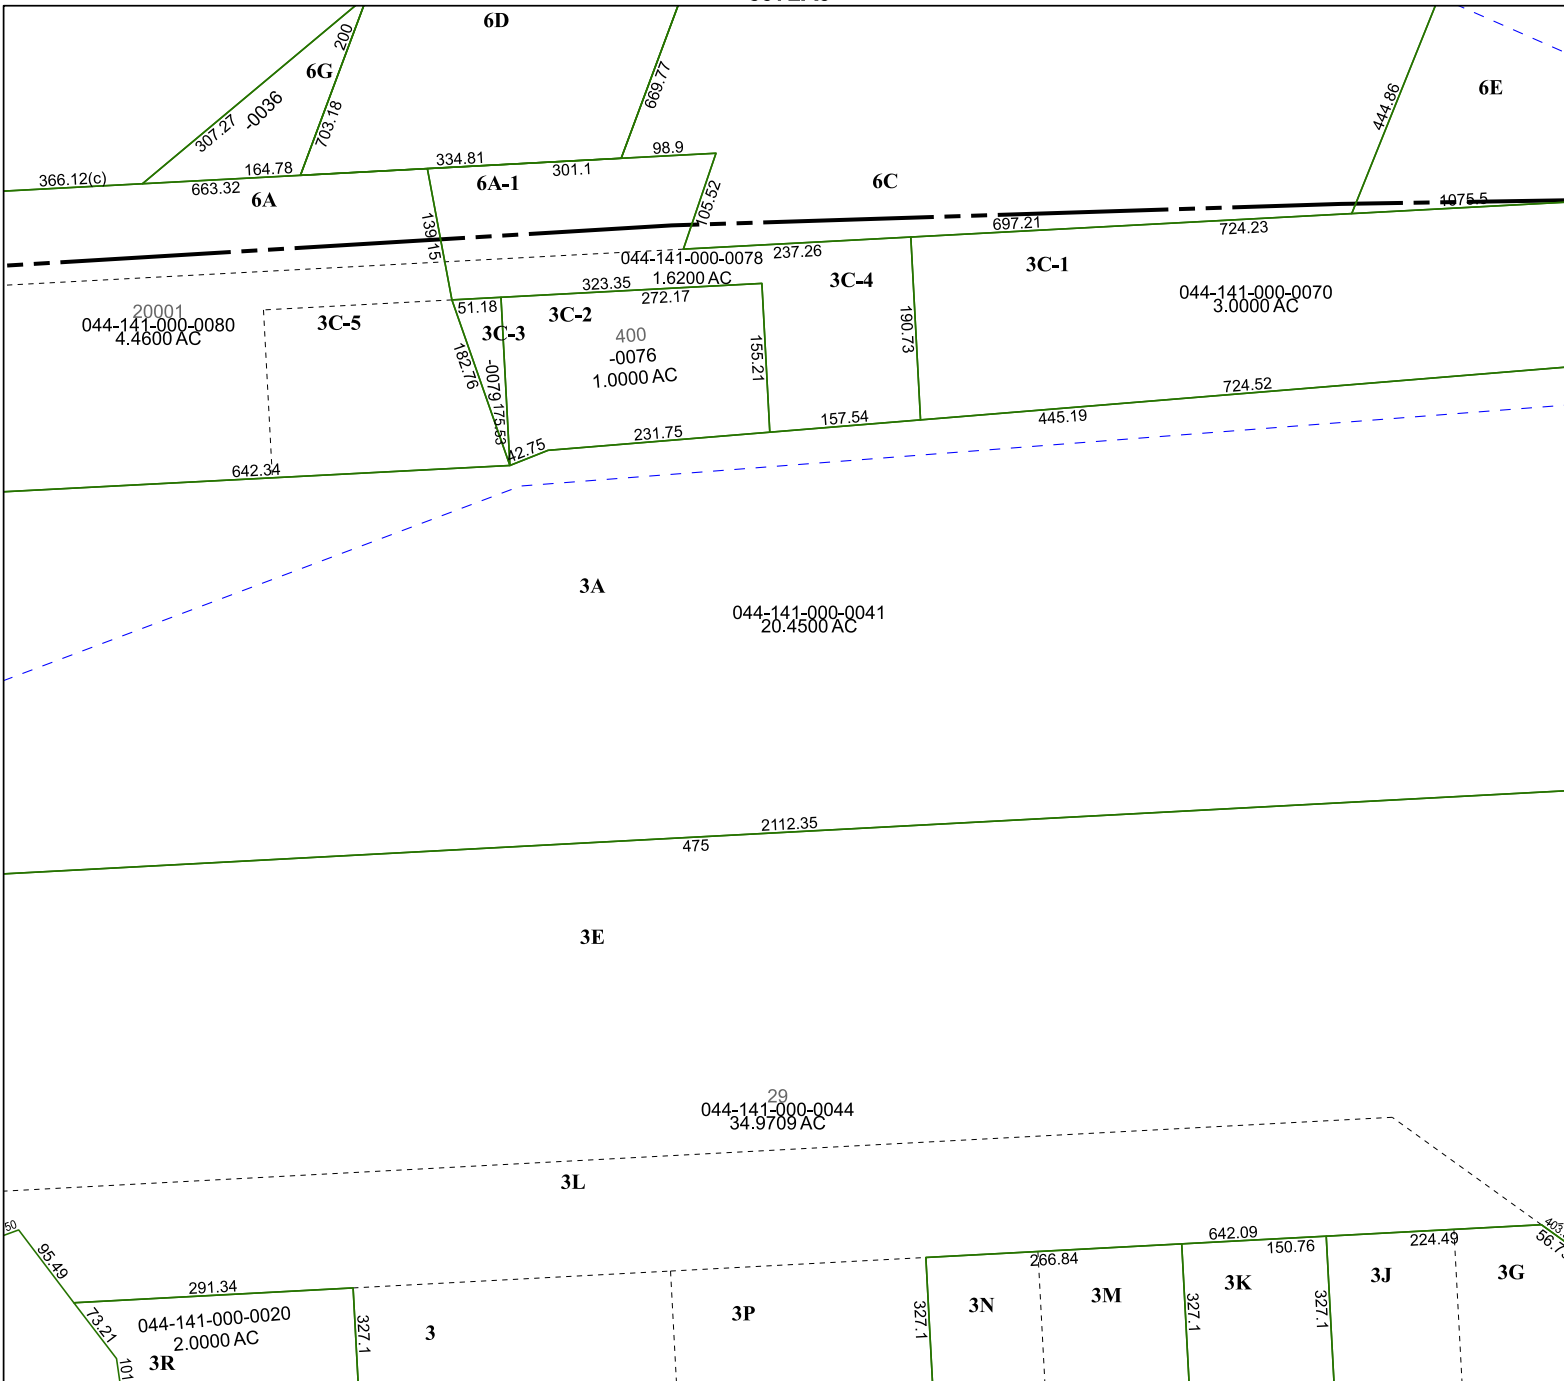 6D
200
6G
-0036
307.27
703.18
669.77
444.86
6E
334.81
98.9
301.1
164.78
366.12(c)
663.32
6A
6A-1
6C
105.52
1075.5
139.15
697.21
724.23
237.26
044-141-000-0078
1.6200 AC
3C-4
3C-1
044-141-000-0070
3.0000 AC
323.35
272.17
51.18
20001
044-141-000-0080
4.4600 AC
3C-5
3C-2
3C-3
400
-0076
1.0000 AC
182.76
-0079
175.53
155.21
190.73
724.52
157.54
445.19
231.75
42.75
642.34
3A
044-141-000-0041
20.4500 AC
2112.35
475
3E
29
044-141-000-0044
34.9709 AC
3L
50
95.49
291.34
73.21
044-141-000-0020
2.0000 AC
3R
101
327.1
3
3P
327.1
266.84
3N
3M
327.1
642.09
150.76
3K
327.1
224.49
3J
3G